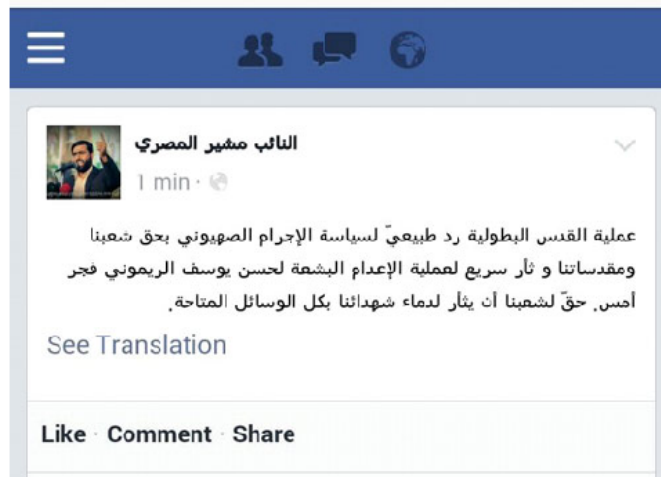 النائب مشير المصري
1 min ·
عملية القدس البطولية رد طبيعيّ لسياسة الإجرام الصهيوني بحق شعبنا
ومقدساتنا و ثأر سريع لعملية الإعدام البشعة لحسن يوسف الريموني فجر
أمس. حقّ لشعبنا أن يثأر لدماء شهدائنا بكل الوسائل المتاحة.
See Translation
Like · Comment · Share